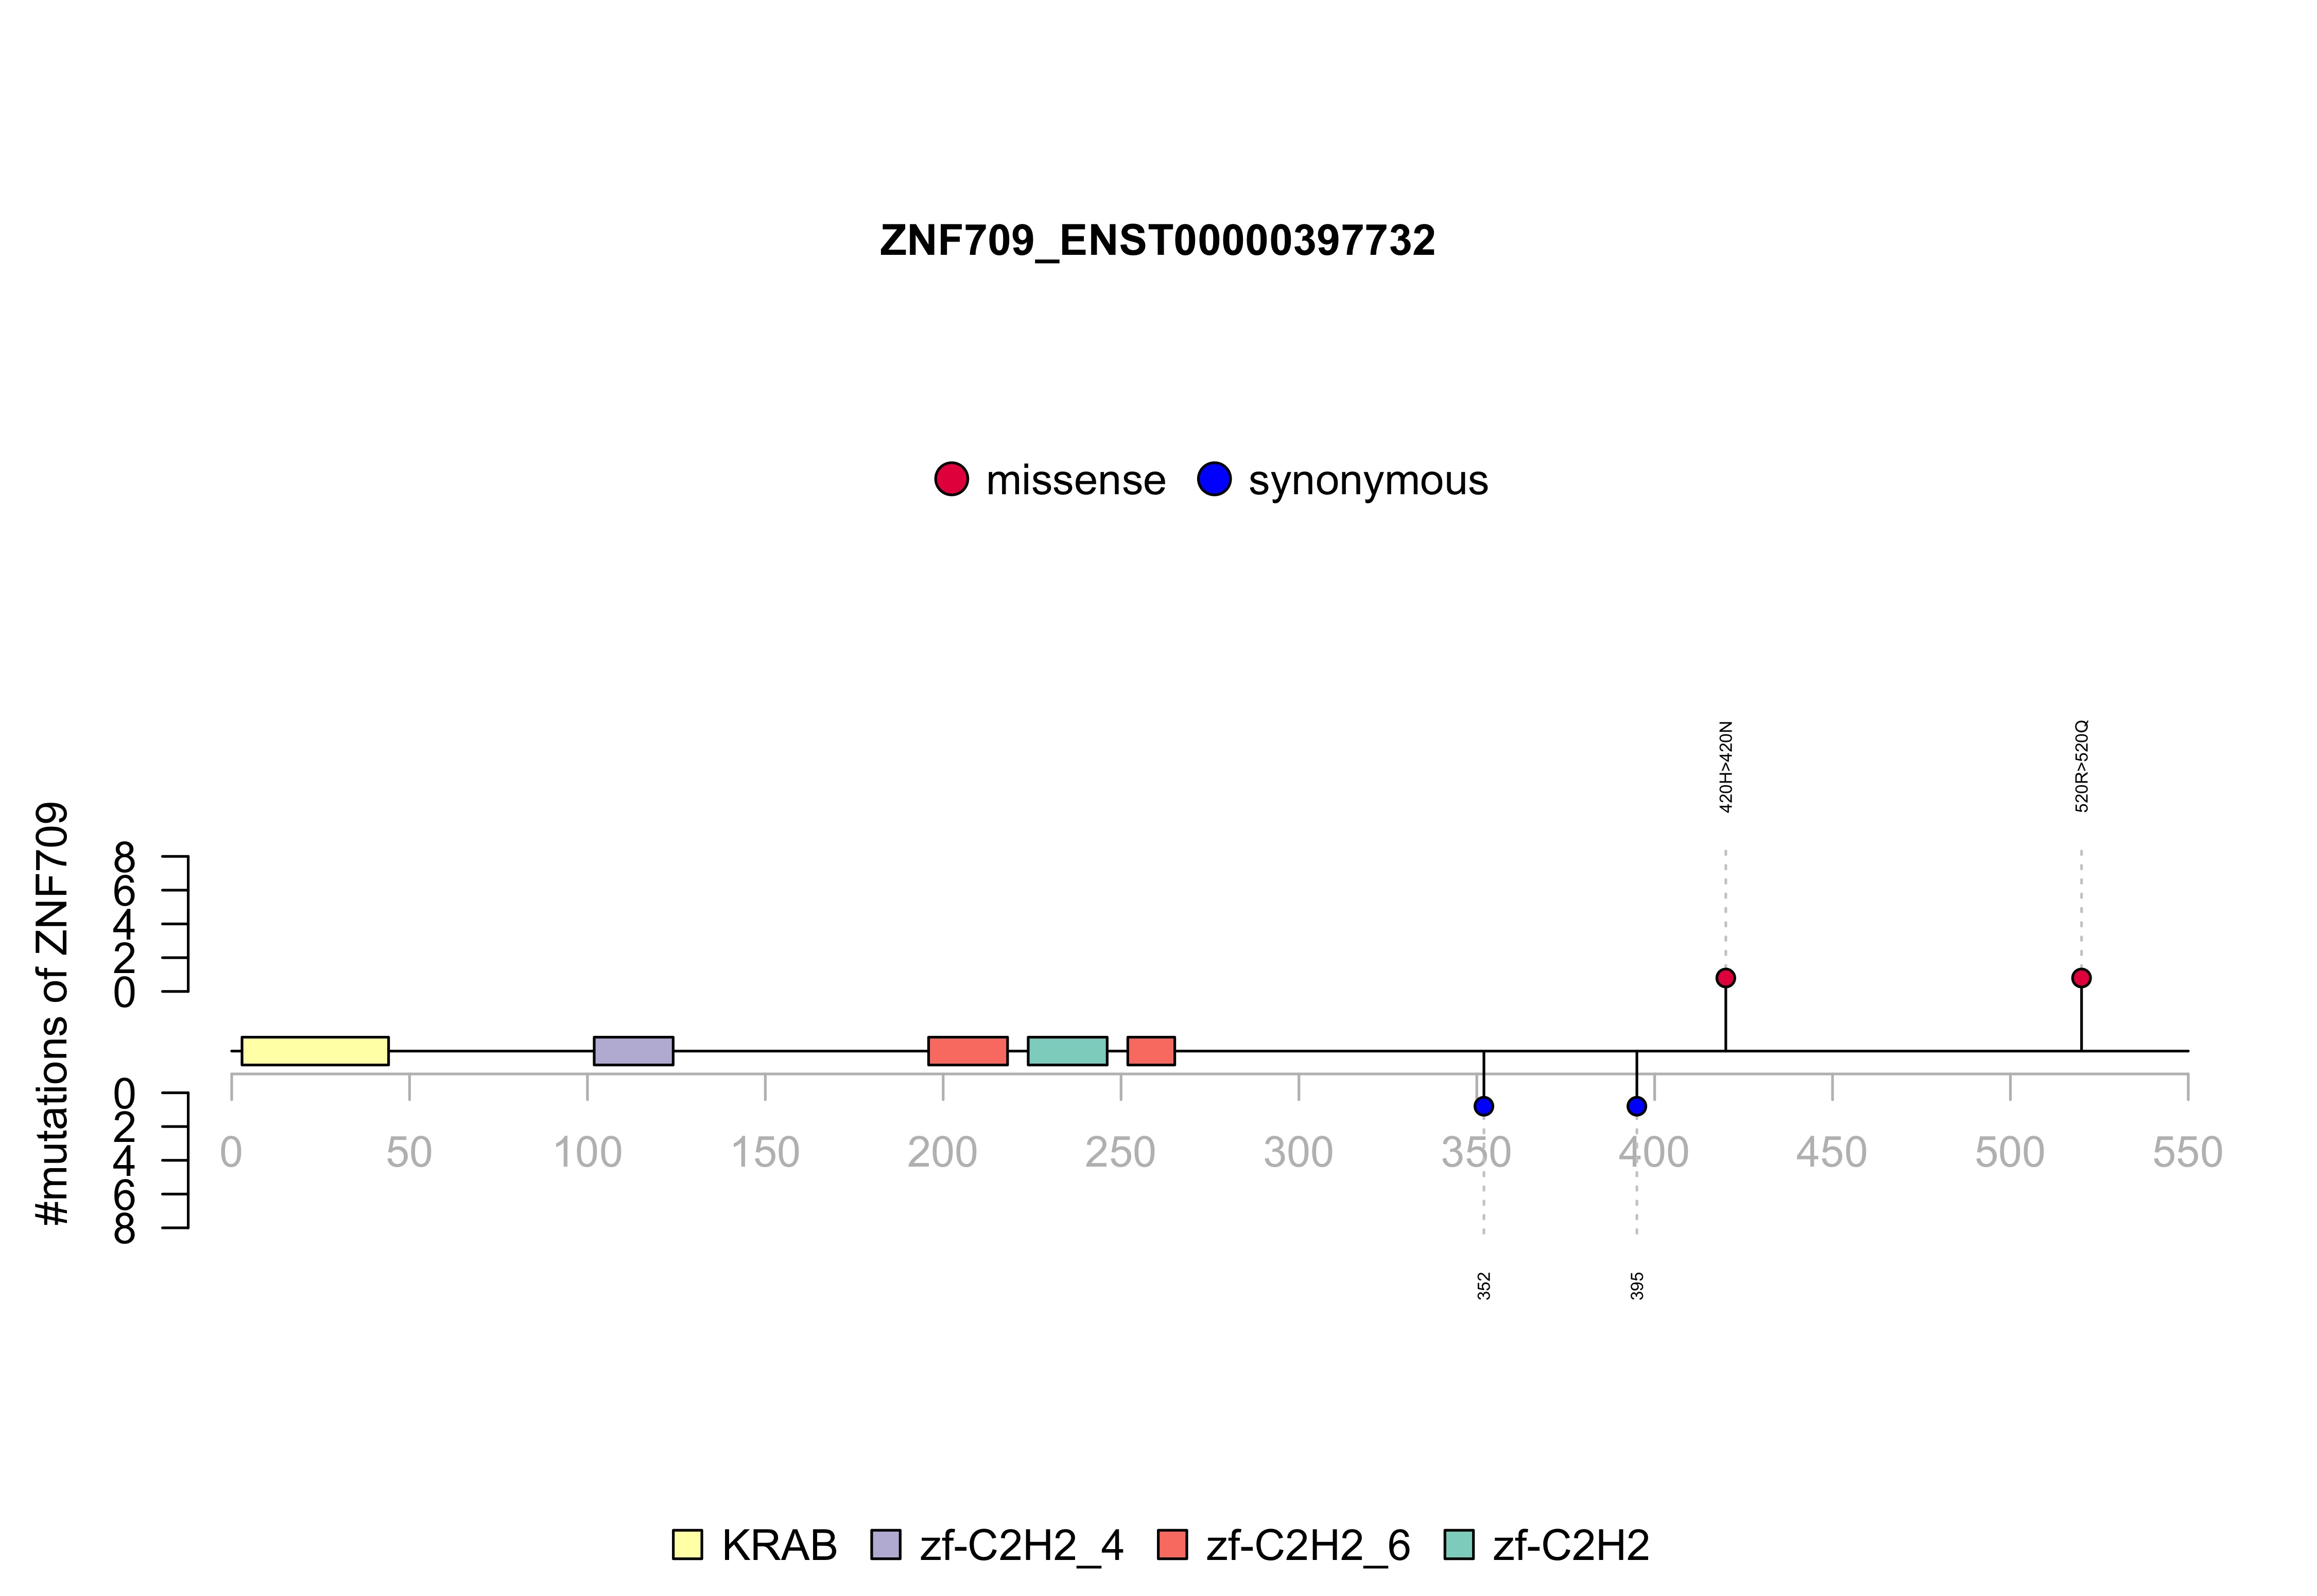 ZNF709_ENST00000397732
missense synonymous
420H>420N
520R>520Q
#mutations of ZNF709
8
6
4
2
0
0
2
4
6
8
0 50 100 150 200 250 300 350 400 450 500 550
352
395
KRAB zf-C2H2_4 zf-C2H2_6 zf-C2H2